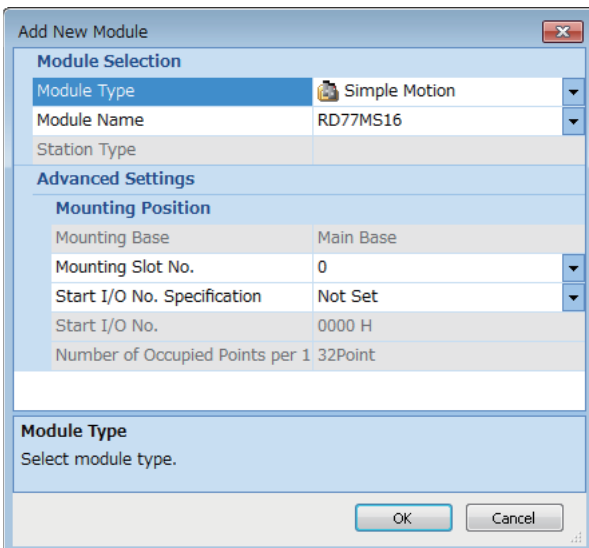 Add New Module
Module Selection
Module Type Simple Motion
Module Name RD77MS16
Station Type
Advanced Settings
Mounting Position
Mounting Base Main Base
Mounting Slot No. 0
Start I/O No. Specification Not Set
Start I/O No. 0000 H
Number of Occupied Points per 1 32Point
Module Type
Select module type.
OK Cancel